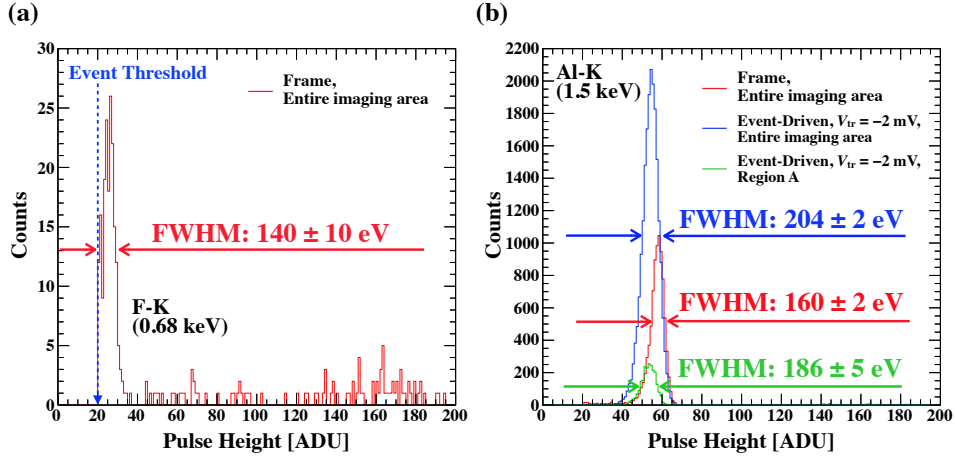 (a)
30
25
20
15
10
5
0
Counts
Event Threshold
Frame,
Entire imaging area
FWHM: 140 ± 10 eV
F-K
(0.68 keV)
0 20 40 60 80 100 120 140 160 180 200
Pulse Height [ADU]
(b)
2200
2000
1800
1600
1400
1200
1000
800
600
400
200
0
Counts
Al-K
(1.5 keV)
Frame,
Entire imaging area
Event-Driven, Vtr = −2 mV,
Entire imaging area
Event-Driven, Vtr = −2 mV,
Region A
FWHM: 204 ± 2 eV
FWHM: 160 ± 2 eV
FWHM: 186 ± 5 eV
0 20 40 60 80 100 120 140 160 180 200
Pulse Height [ADU]